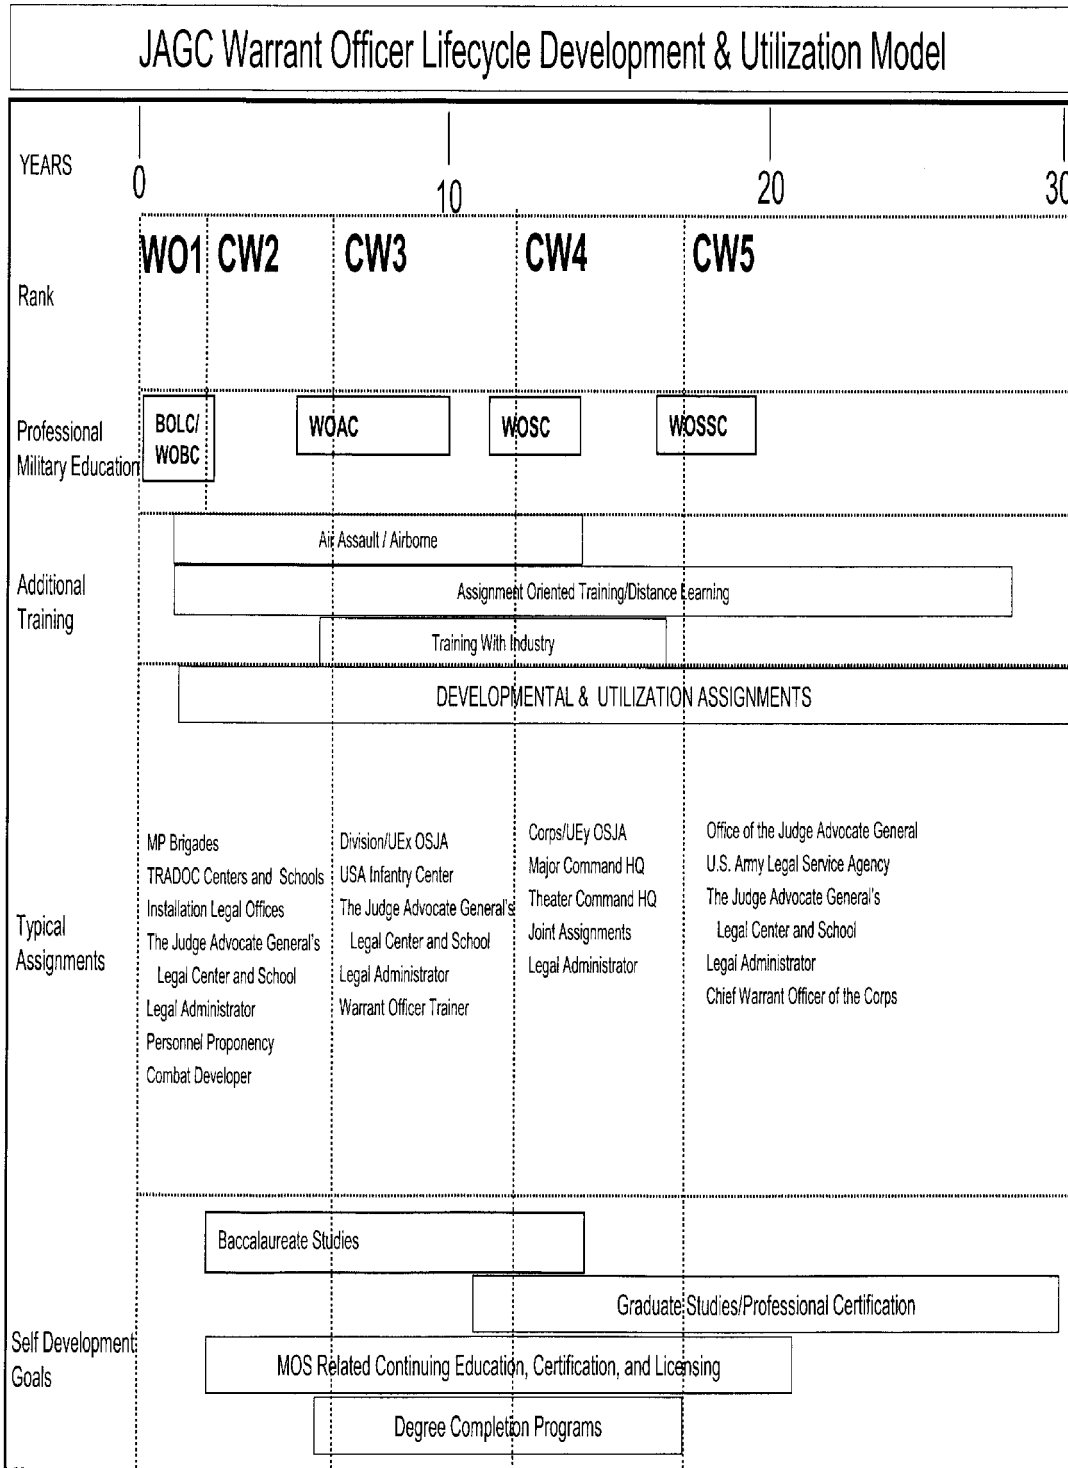 JAGC Warrant Officer Lifecycle Development & Utilization Model
YEARS
0
10
20
30
Rank
WO1
CW2
CW3
CW4
CW5
Professional
Military Education
BOLC/
WOBC
WOAC
WOSC
WOSSC
Additional
Training
Air Assault / Airborne
Assignment Oriented Training/Distance Learning
Training With Industry
DEVELOPMENTAL & UTILIZATION ASSIGNMENTS
Typical
Assignments
MP Brigades
TRADOC Centers and Schools
Installation Legal Offices
The Judge Advocate General's
Legal Center and School
Legal Administrator
Personnel Proponency
Combat Developer
Division/UEx OSJA
USA Infantry Center
The Judge Advocate General's
Legal Center and School
Legal Administrator
Warrant Officer Trainer
Corps/UEy OSJA
Major Command HQ
Theater Command HQ
Joint Assignments
Legal Administrator
Office of the Judge Advocate General
U.S. Army Legal Service Agency
The Judge Advocate General's
Legal Center and School
Legal Administrator
Chief Warrant Officer of the Corps
Self Development
Goals
Baccalaureate Studies
Graduate Studies/Professional Certification
MOS Related Continuing Education, Certification, and Licensing
Degree Completion Programs